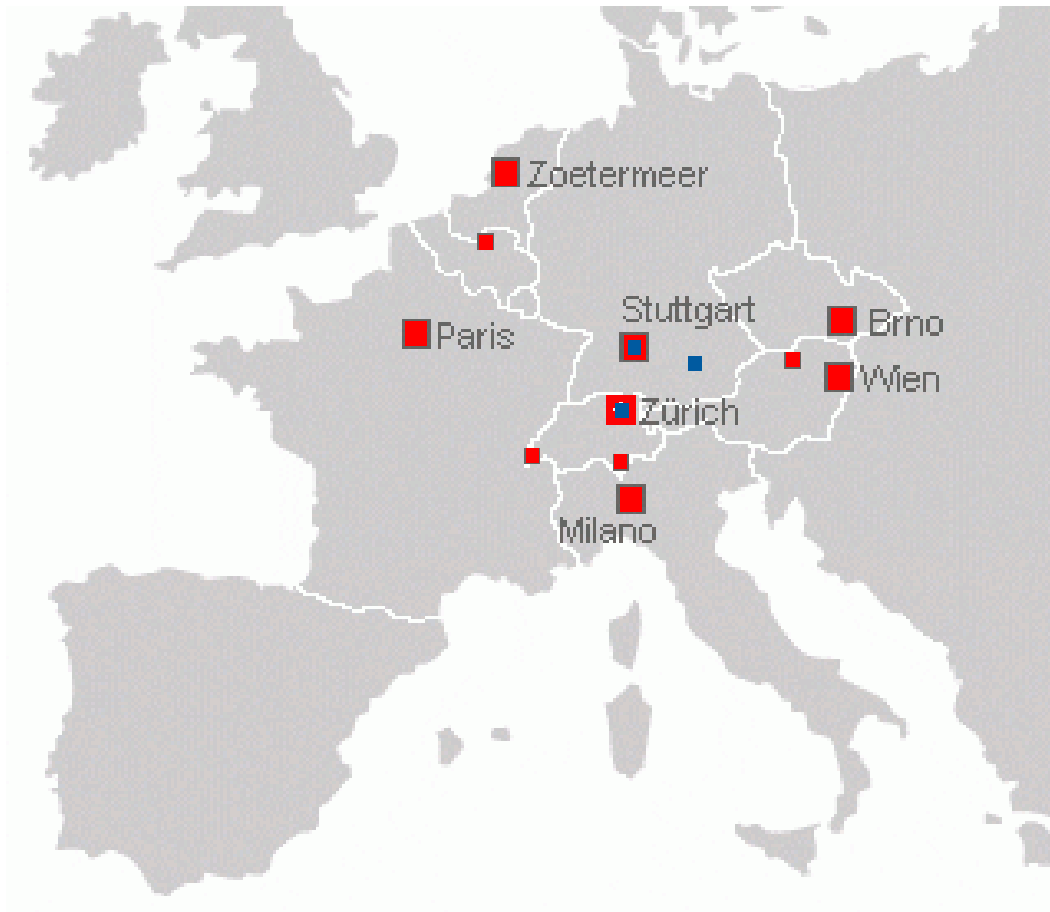 Zoetermeer
Stuttgart
Brno
Paris
Wien
Zürich
Milano